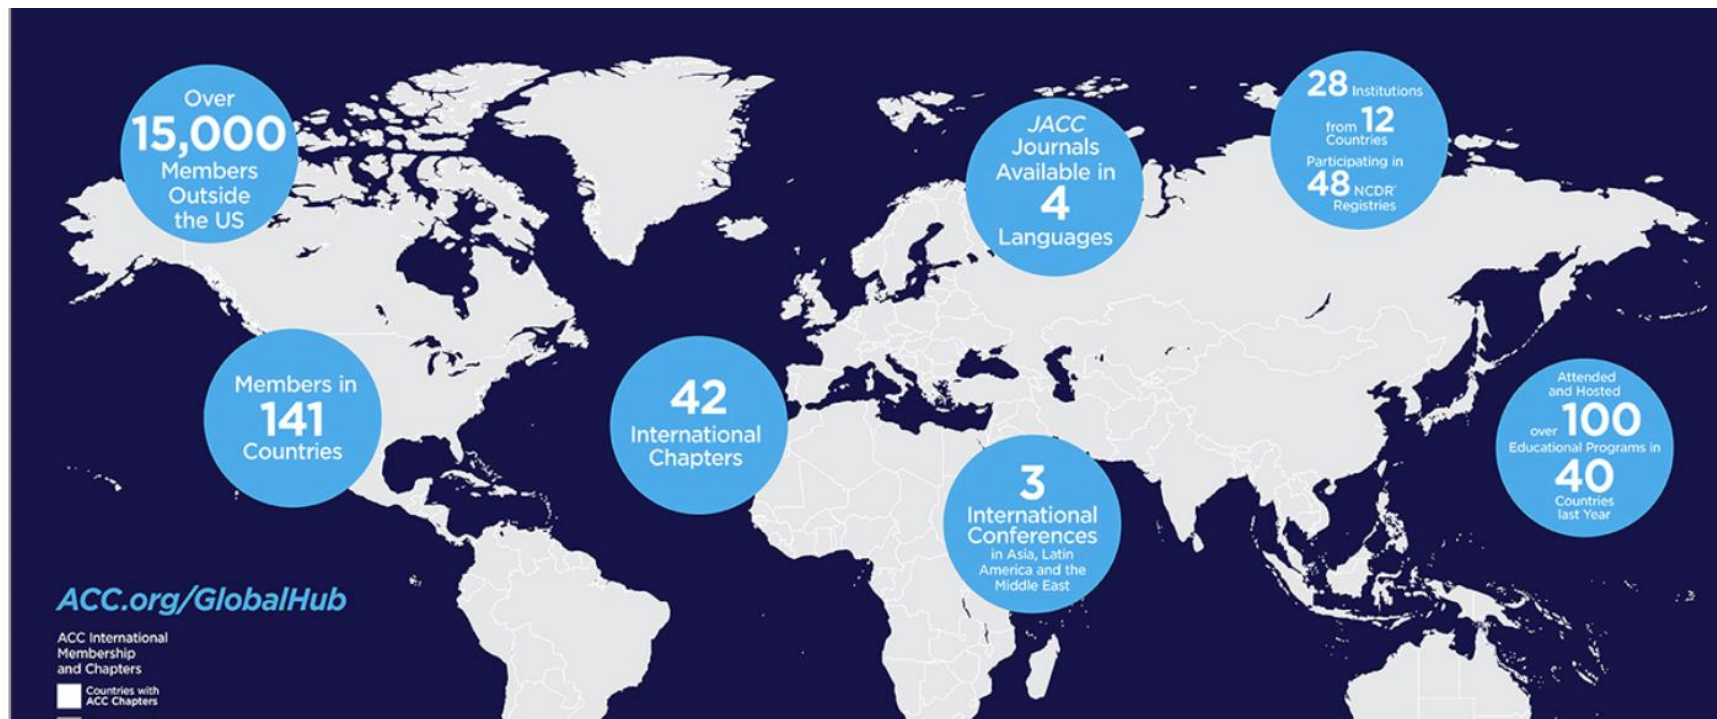 Over
15,000
Members
Outside
the US
JACC
Journals
Available in
4
Languages
28 Institutions
from 12
Countries
Participating in
48 NCDR®
Registries
Members in
141
Countries
42
International
Chapters
3
International
Conferences
in Asia, Latin
America and the
Middle East
Attended
and Hosted
over 100
Educational Programs in
40
Countries
last Year
ACC.org/GlobalHub
ACC International
Membership
and Chapters
Countries with
ACC Chapters